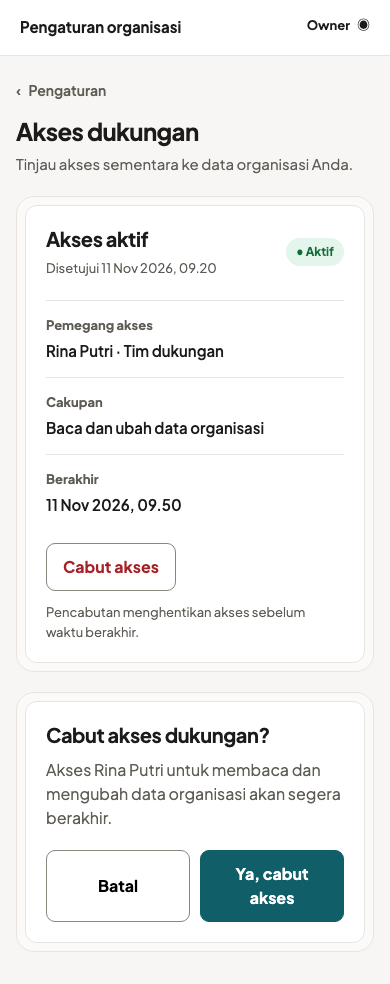 Pengaturan organisasi
Owner
‹ Pengaturan
Akses dukungan
Tinjau akses sementara ke data organisasi Anda.
Akses aktif
Disetujui 11 Nov 2026, 09.20
• Aktif
Pemegang akses
Rina Putri · Tim dukungan
Cakupan
Baca dan ubah data organisasi
Berakhir
11 Nov 2026, 09.50
Cabut akses
Pencabutan menghentikan akses sebelum
waktu berakhir.
Cabut akses dukungan?
Akses Rina Putri untuk membaca dan
mengubah data organisasi akan segera
berakhir.
Batal
Ya, cabut
akses